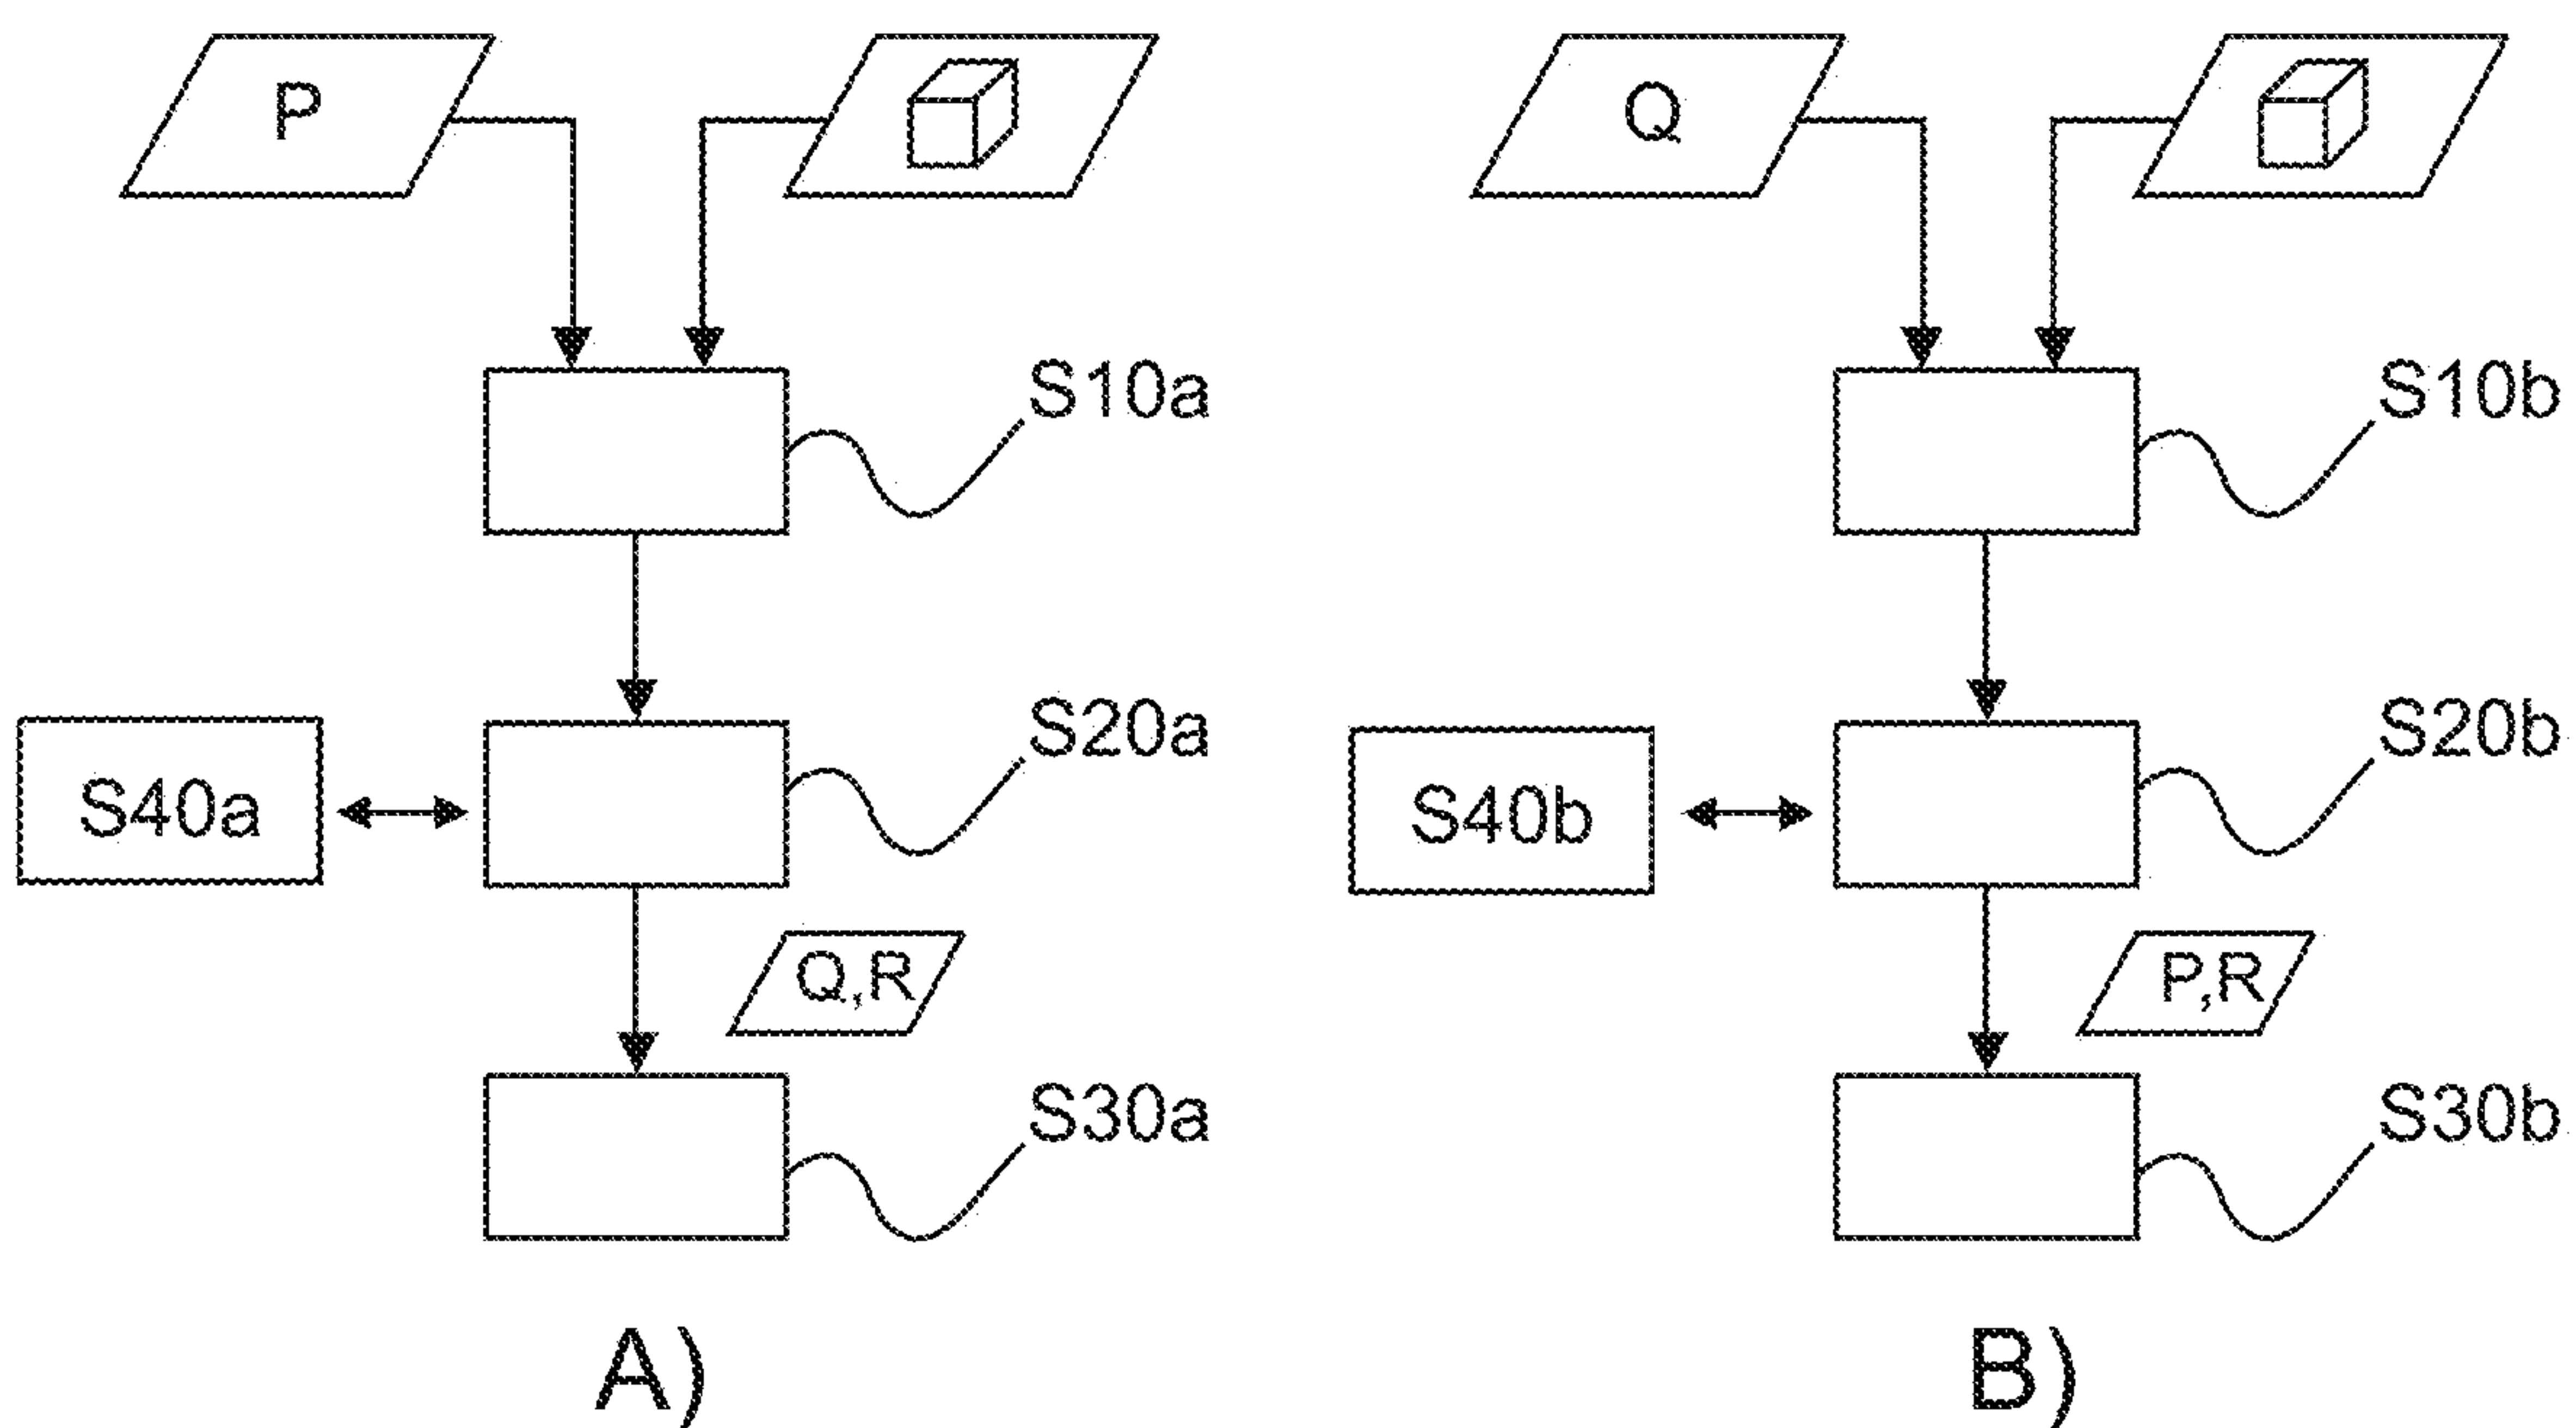 P
S10a
S20a
S40a
Q,R
S30a
A)
Q
S10b
S20b
S40b
P,R
S30b
B)